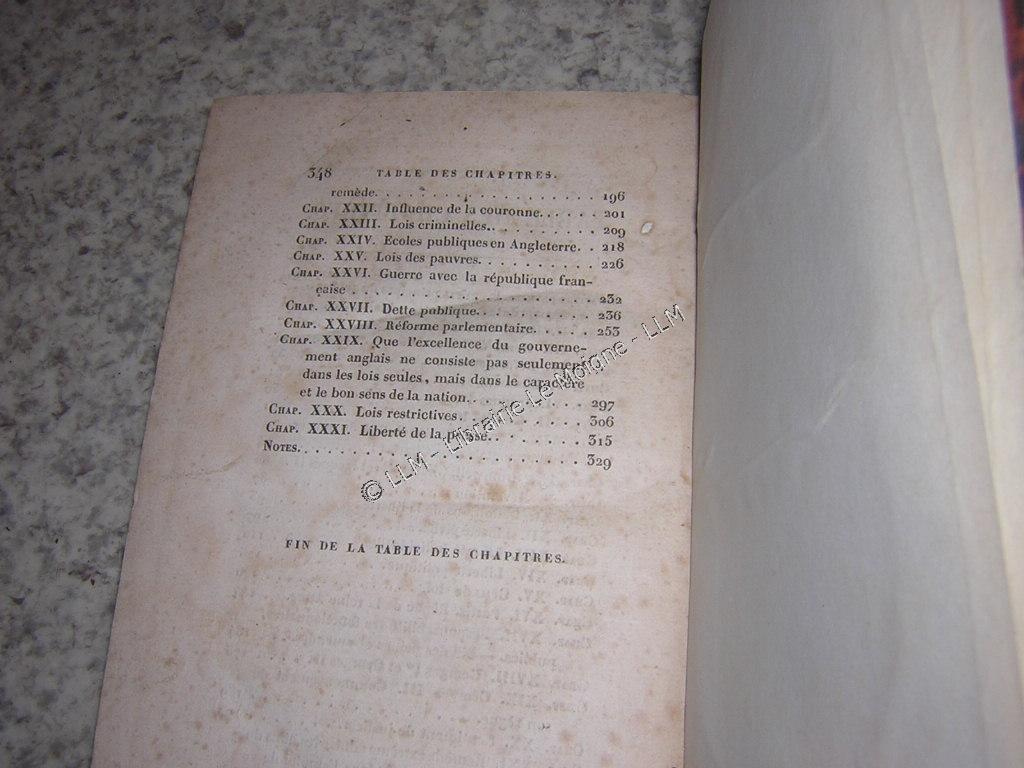 348 TABLE DES CHAPITRES.
remède. . . . . . . . . . . . . . . . . 196
Chap. XXII. Influence de la couronne. . . . . . 201
Chap. XXIII. Lois criminelles. . . . . . . . . 209
Chap. XXIV. Ecoles publiques en Angleterre. . 218
Chap. XXV. Lois des pauvres. . . . . . . . . . 226
Chap. XXVI. Guerre avec la république fran-
çaise . . . . . . . . . . . . . . . . . 232
Chap. XXVII. Dette publique. . . . . . . . . . 236
Chap. XXVIII. Réforme parlementaire. . . . . . 253
Chap. XXIX. Que l'excellence du gouverne-
ment anglais ne consiste pas seulement
dans les lois seules, mais dans le caractère
et le bon sens de la nation. . . . . . . . . 297
Chap. XXX. Lois restrictives. . . . . . . . . . 306
Chap. XXXI. Liberté de la presse. . . . . . . . 315
Notes. . . . . . . . . . . . . . . . . . . . . 329
FIN DE LA TABLE DES CHAPITRES.
© LLM - Librairie Le Moigne - LLM